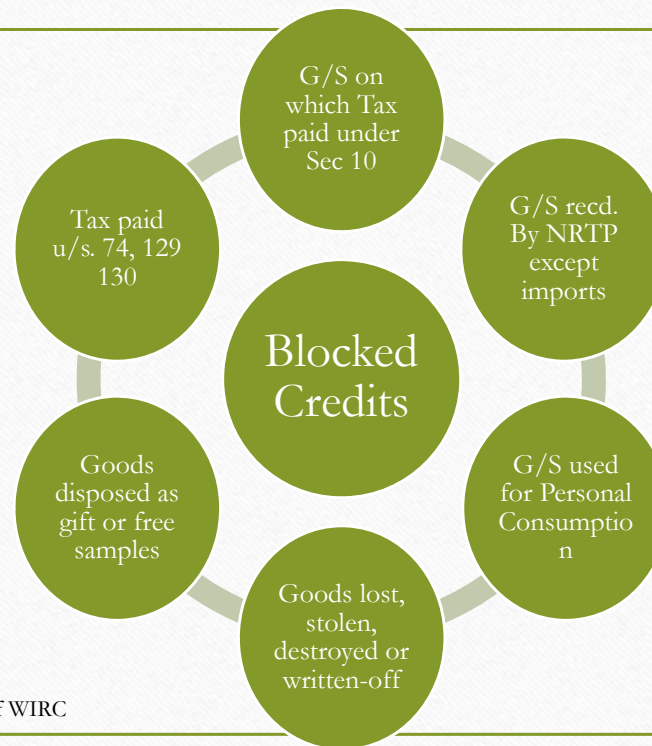 G/S on
which Tax
paid under
Sec 10
G/S recd.
By NRTP
except
imports
G/S used
for Personal
Consumptio
n
Goods lost,
stolen,
destroyed or
written-off
Goods
disposed as
gift or free
samples
Tax paid
u/s. 74, 129
130
Blocked
Credits
WIRC